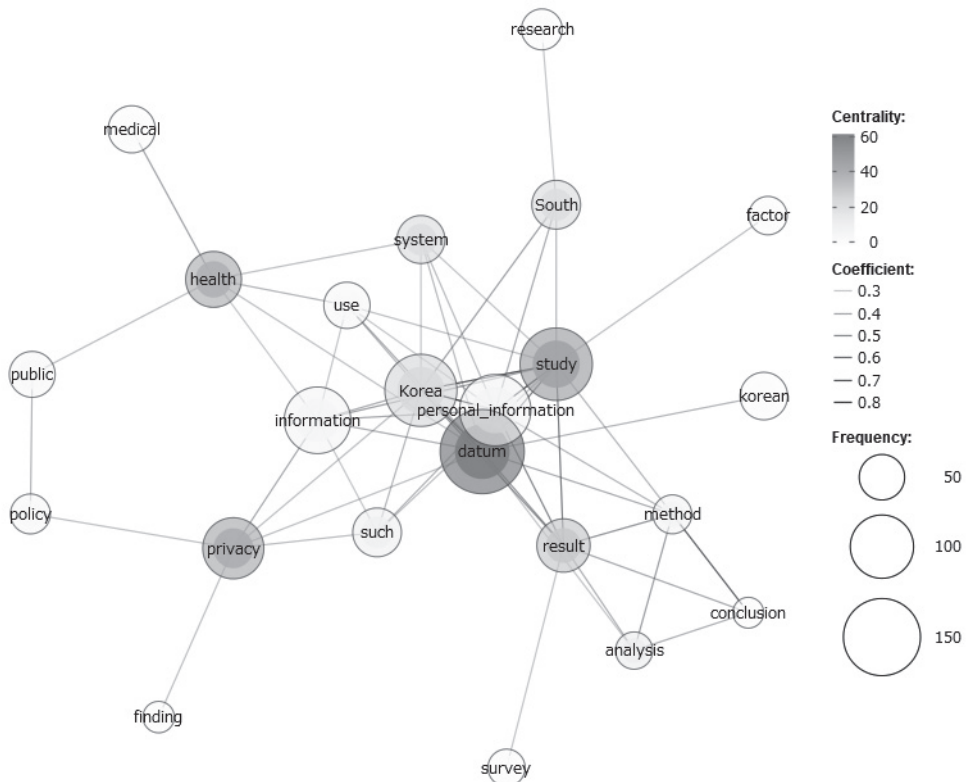 research
medical
Centrality:
60
40
20
0
South
factor
system
health
Coefficient:
0.3
0.4
0.5
0.6
0.7
0.8
use
study
public
Korea
korean
personal_information
information
Frequency:
50
100
150
datum
policy
such
method
privacy
result
conclusion
analysis
finding
survey